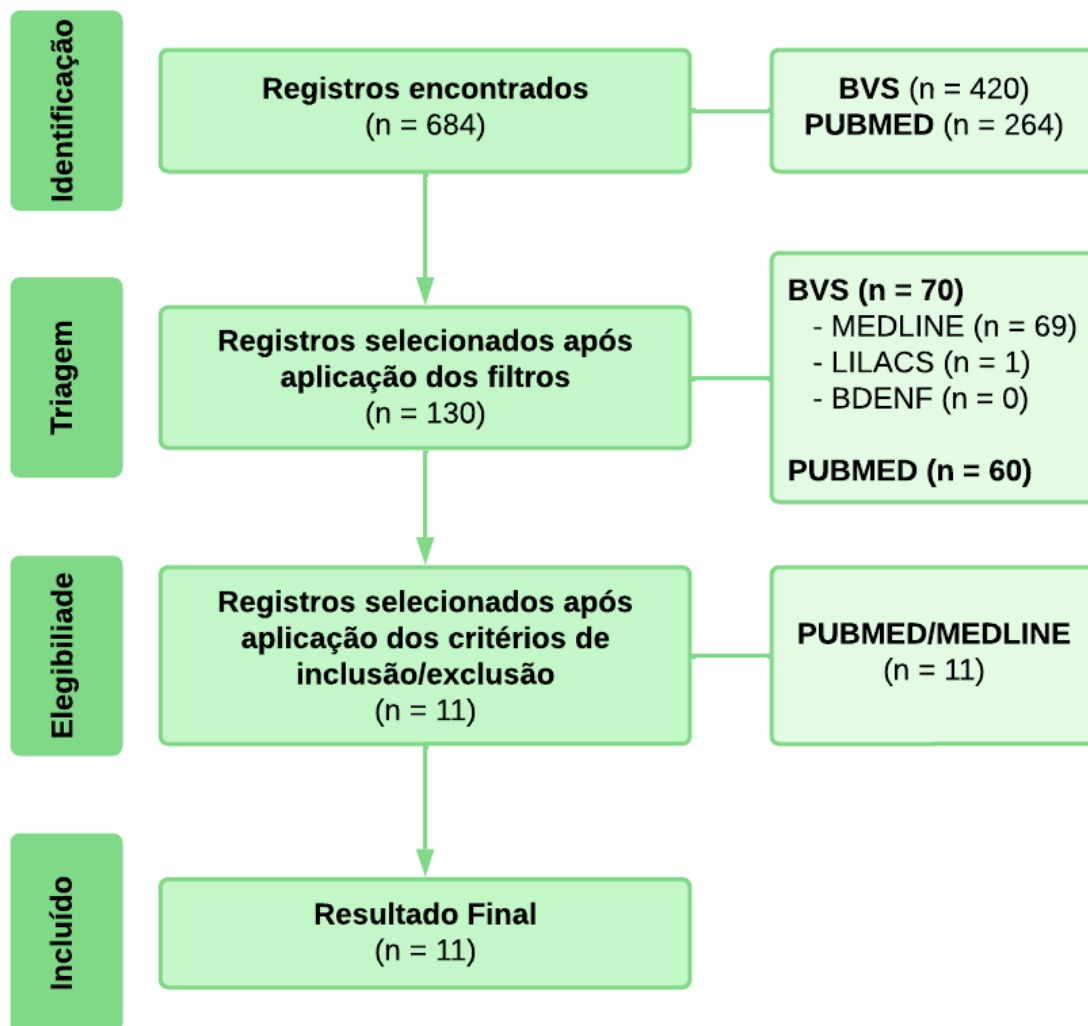 Identificação
Registros encontrados
(n = 684)
BVS (n = 420)
PUBMED (n = 264)
Triagem
Registros selecionados após
aplicação dos filtros
(n = 130)
BVS (n = 70)
- MEDLINE (n = 69)
- LILACS (n = 1)
- BDENF (n = 0)
PUBMED (n = 60)
Elegibiliade
Registros selecionados após
aplicação dos critérios de
inclusão/exclusão
(n = 11)
PUBMED/MEDLINE
(n = 11)
Incluído
Resultado Final
(n = 11)